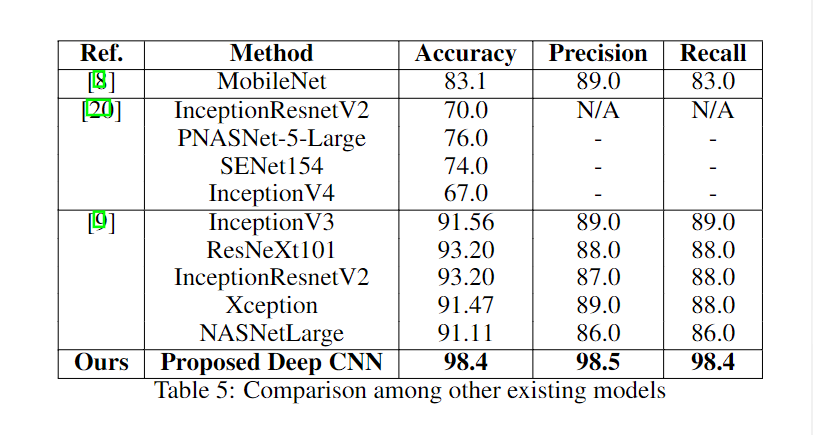 Ref. Method Accuracy Precision Recall
[8] MobileNet 83.1 89.0 83.0
[20] InceptionResnetV2 70.0 N/A N/A
PNASNet-5-Large 76.0 - -
SENet154 74.0 - -
InceptionV4 67.0 - -
[9] InceptionV3 91.56 89.0 89.0
ResNeXt101 93.20 88.0 88.0
InceptionResnetV2 93.20 87.0 88.0
Xception 91.47 89.0 88.0
NASNetLarge 91.11 86.0 86.0
Ours Proposed Deep CNN 98.4 98.5 98.4
Table 5: Comparison among other existing models